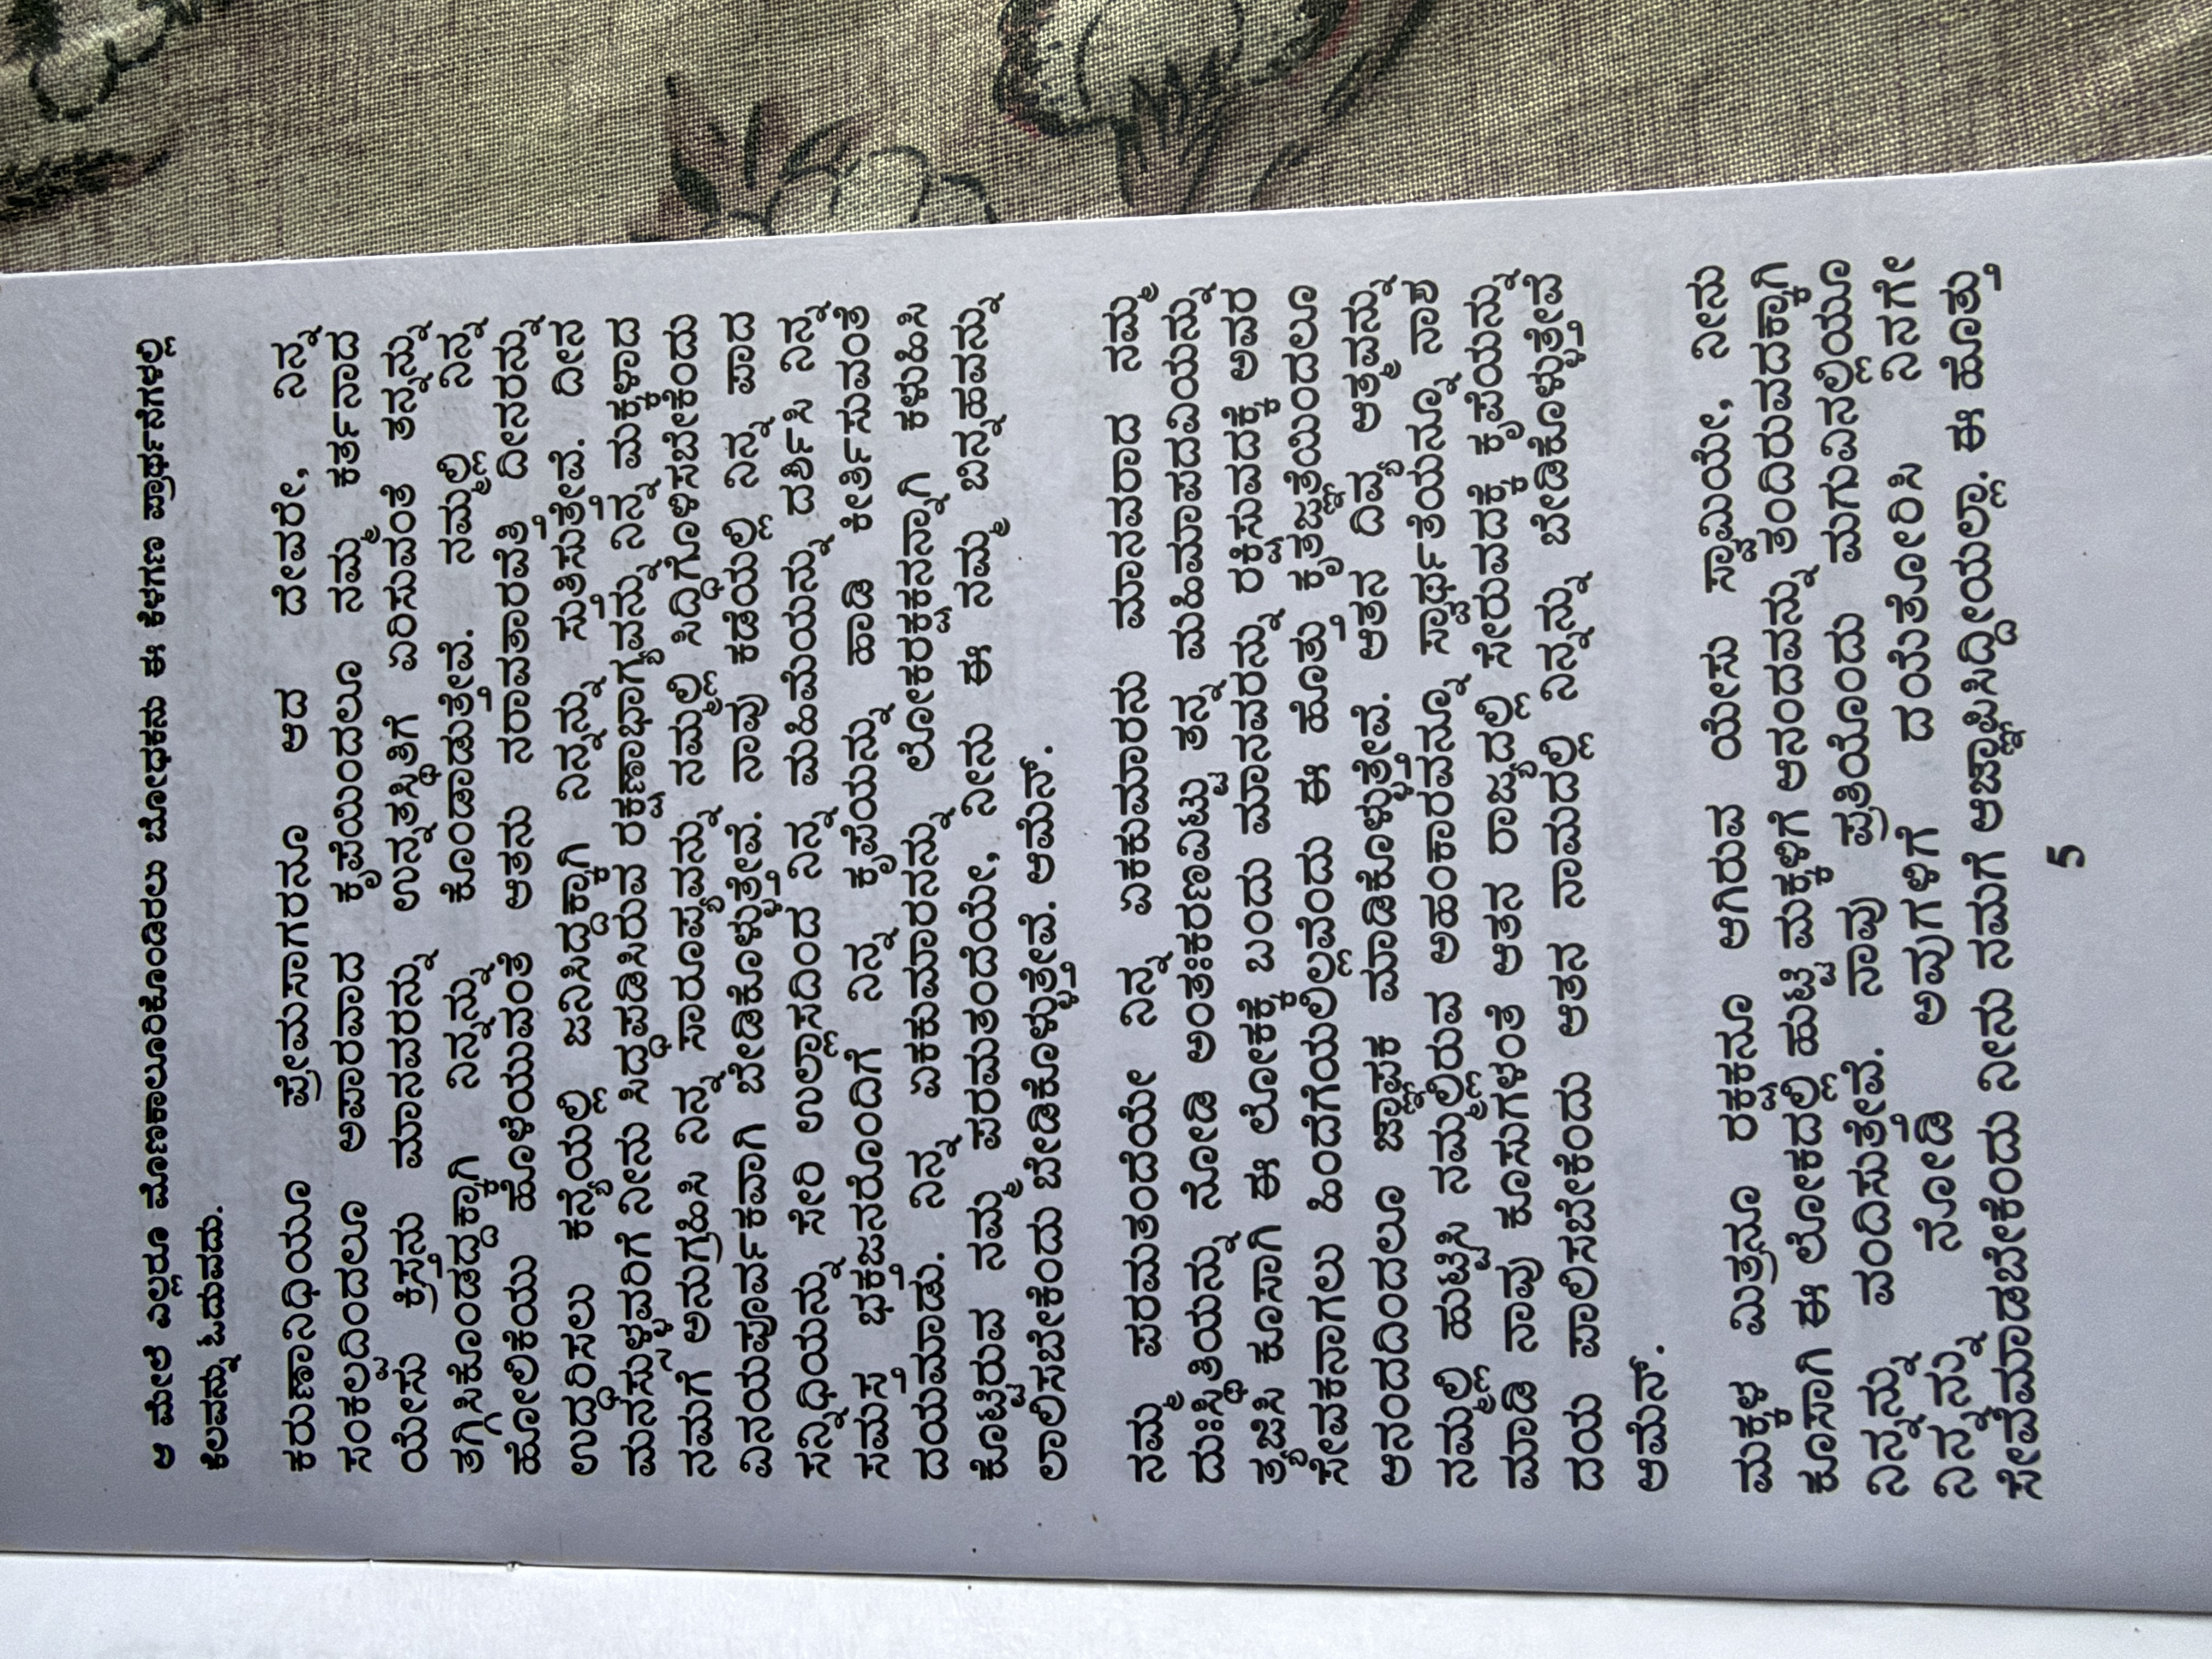 ಆ ಮೇಲೆ ಎಲ್ಲರೂ ಮೊಣಕಾಲೂರಿಕೊಂಡಿರಲು ಬೋಧಕನು ಈ ಕೆಳಗಣ ಪ್ರಾರ್ಥನೆಗಳಲ್ಲಿ
ಕೆಲವನ್ನು ಓದುವದು.
ಕರುಣಾನಿಧಿಯೂ ಪ್ರೇಮಸಾಗರನೂ ಆದ ದೇವರೇ, ನಿನ್ನ
ಸಂಕಲ್ಪದಿಂದಲೂ ಅಪಾರವಾದ ಕೃಪೆಯಿಂದಲೂ ನಮ್ಮ ಕರ್ತನಾದ
ಯೇಸು ಕ್ರಿಸ್ತನು ಮಾನವರನ್ನು ಉನ್ನತಸ್ಥಿತಿಗೆ ಏರಿಸುವಂತೆ ತನ್ನನ್ನು
ತಗ್ಗಿಸಿಕೊಂಡದ್ದಕ್ಕಾಗಿ ನಿನ್ನನ್ನು ಕೊಂಡಾಡುತ್ತೇವೆ. ನಮ್ಮಲ್ಲಿ ನಿನ್ನ
ಹೋಲಿಕೆಯು ಹೊಳೆಯುವಂತೆ ಆತನು ನರಾವತಾರವೆತ್ತಿ ದೀನರನ್ನು
ಉದ್ಧರಿಸಲು ಕನ್ಯೆಯಲ್ಲಿ ಜನಿಸಿದ್ದಕ್ಕಾಗಿ ನಿನ್ನನ್ನು ಸ್ತುತಿಸುತ್ತೇವೆ. ದೀನ
ಮನಸ್ಸುಳ್ಳವರಿಗೆ ನೀನು ಸಿದ್ಧಪಡಿಸಿರುವ ರಕ್ಷಣಾಭಾಗ್ಯವನ್ನು ನಿನ್ನ ಮಕ್ಕಳಾದ
ನಮಗೆ ಅನುಗ್ರಹಿಸಿ ನಿನ್ನ ಸಾರೂಪ್ಯವನ್ನು ನಮ್ಮಲ್ಲಿ ಸಿದ್ಧಿಗೊಳಿಸಬೇಕೆಂದು
ವಿನಯಪೂರ್ವಕವಾಗಿ ಬೇಡಿಕೊಳ್ಳುತ್ತೇವೆ. ನಾವು ಕಡೆಯಲ್ಲಿ ನಿನ್ನ ಪಾದ
ಸನ್ನಿಧಿಯನ್ನು ಸೇರಿ ಉಲ್ಲಾಸದಿಂದ ನಿನ್ನ ಮಹಿಮೆಯನ್ನು ದರ್ಶಿಸಿ ನಿನ್ನ
ಸಮಸ್ತ ಭಕ್ತಜನರೊಂದಿಗೆ ನಿನ್ನ ಕೃಪೆಯನ್ನು ಹಾಡಿ ಕೀರ್ತಿಸುವಂತೆ
ದಯಮಾಡು. ನಿನ್ನ ಏಕಕುಮಾರನನ್ನು ಲೋಕರಕ್ಷಕನನ್ನಾಗಿ ಕಳುಹಿಸಿ
ಕೊಟ್ಟಿರುವ ನಮ್ಮ ಪರಮತಂದೆಯೇ, ನೀನು ಈ ನಮ್ಮ ಬಿನ್ನಹವನ್ನು
ಲಾಲಿಸಬೇಕೆಂದು ಬೇಡಿಕೊಳ್ಳುತ್ತೇವೆ. ಆಮೆನ್.
ನಮ್ಮ ಪರಮತಂದೆಯೇ ನಿನ್ನ ಏಕಕುಮಾರನು ಮಾನವರಾದ ನಮ್ಮ
ದುಃಸ್ಥಿತಿಯನ್ನು ನೋಡಿ ಅಂತಃಕರಣವಿಟ್ಟು ತನ್ನ ಮಹಿಮಾಪದವಿಯನ್ನು
ತ್ಯಜಿಸಿ ಕೂಸಾಗಿ ಈ ಲೋಕಕ್ಕೆ ಬಂದು ಮಾನವರನ್ನು ರಕ್ಷಿಸುವದಕ್ಕೆ ಅವರ
ಸೇವಕನಾಗಲು ಹಿಂದೆಗೆಯಲಿಲ್ಲವೆಂದು ಈ ಹೊತ್ತು ಕೃತಜ್ಞತೆಯಿಂದಲೂ
ಆನಂದದಿಂದಲೂ ಜ್ಞಾಪಕ ಮಾಡಿಕೊಳ್ಳುತ್ತೇವೆ. ಆತನ ದಿವ್ಯ ಆತ್ಮವನ್ನು
ನಮ್ಮಲ್ಲಿ ಹುಟ್ಟಿಸಿ ನಮ್ಮಲ್ಲಿರುವ ಅಹಂಕಾರವನ್ನೂ ಸ್ವಾರ್ಥತೆಯನ್ನೂ ನಾಶ
ಮಾಡಿ ನಾವು ಕೂಸುಗಳಂತೆ ಆತನ ರಾಜ್ಯದಲ್ಲಿ ಸೇರುವದಕ್ಕೆ ಕೃಪೆಯನ್ನು
ದಯ ಪಾಲಿಸಬೇಕೆಂದು ಆತನ ನಾಮದಲ್ಲಿ ನಿನ್ನನ್ನು ಬೇಡಿಕೊಳ್ಳುತ್ತೇವೆ
ಆಮೆನ್.
ಮಕ್ಕಳ ಮಿತ್ರನೂ ರಕ್ಷಕನೂ ಆಗಿರುವ ಯೇಸು ಸ್ವಾಮಿಯೇ, ನೀನು
ಕೂಸಾಗಿ ಈ ಲೋಕದಲ್ಲಿ ಹುಟ್ಟಿ ಮಕ್ಕಳಿಗೆ ಆನಂದವನ್ನು ತಂದಿರುವದಕ್ಕಾಗಿ
ನಿನ್ನನ್ನು ವಂದಿಸುತ್ತೇವೆ. ನಾವು ಪ್ರತಿಯೊಂದು ಮಗುವಿನಲ್ಲಿಯೂ
ನಿನ್ನನ್ನು ನೋಡಿ ಅವುಗಳಿಗೆ ದಯೆತೋರಿಸಿ ನಿನಗೇ
ಸೇವೆಮಾಡಬೇಕೆಂದು ನೀನು ನಮಗೆ ಆಜ್ಞಾಪಿಸಿದ್ದೀಯಲ್ಲಾ. ಈ ಹೊತ್ತು
5